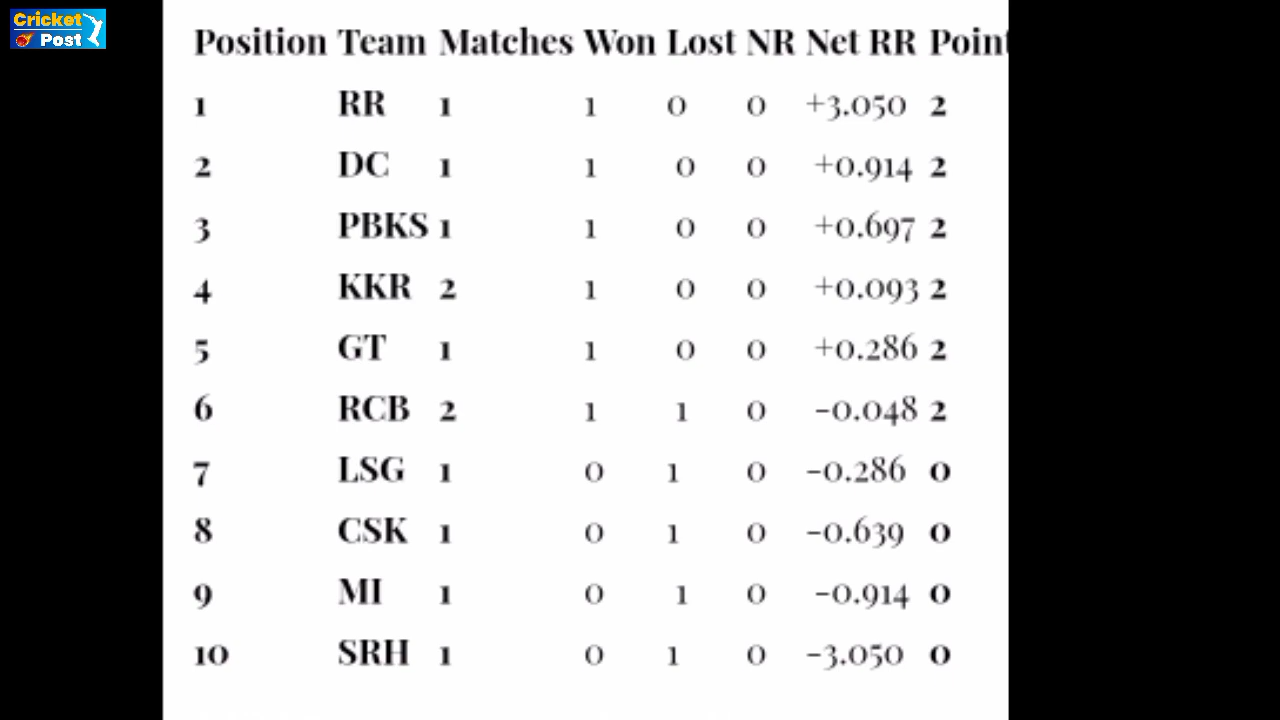 Cricket
Post
Position Team Matches Won Lost NR Net RR Point
1 RR 1 1 0 0 +3.050 2
2 DC 1 1 0 0 +0.914 2
3 PBKS 1 1 0 0 +0.697 2
4 KKR 2 1 0 0 +0.093 2
5 GT 1 1 0 0 +0.286 2
6 RCB 2 1 1 0 -0.048 2
7 LSG 1 0 1 0 -0.286 0
8 CSK 1 0 1 0 -0.639 0
9 MI 1 0 1 0 -0.914 0
10 SRH 1 0 1 0 -3.050 0